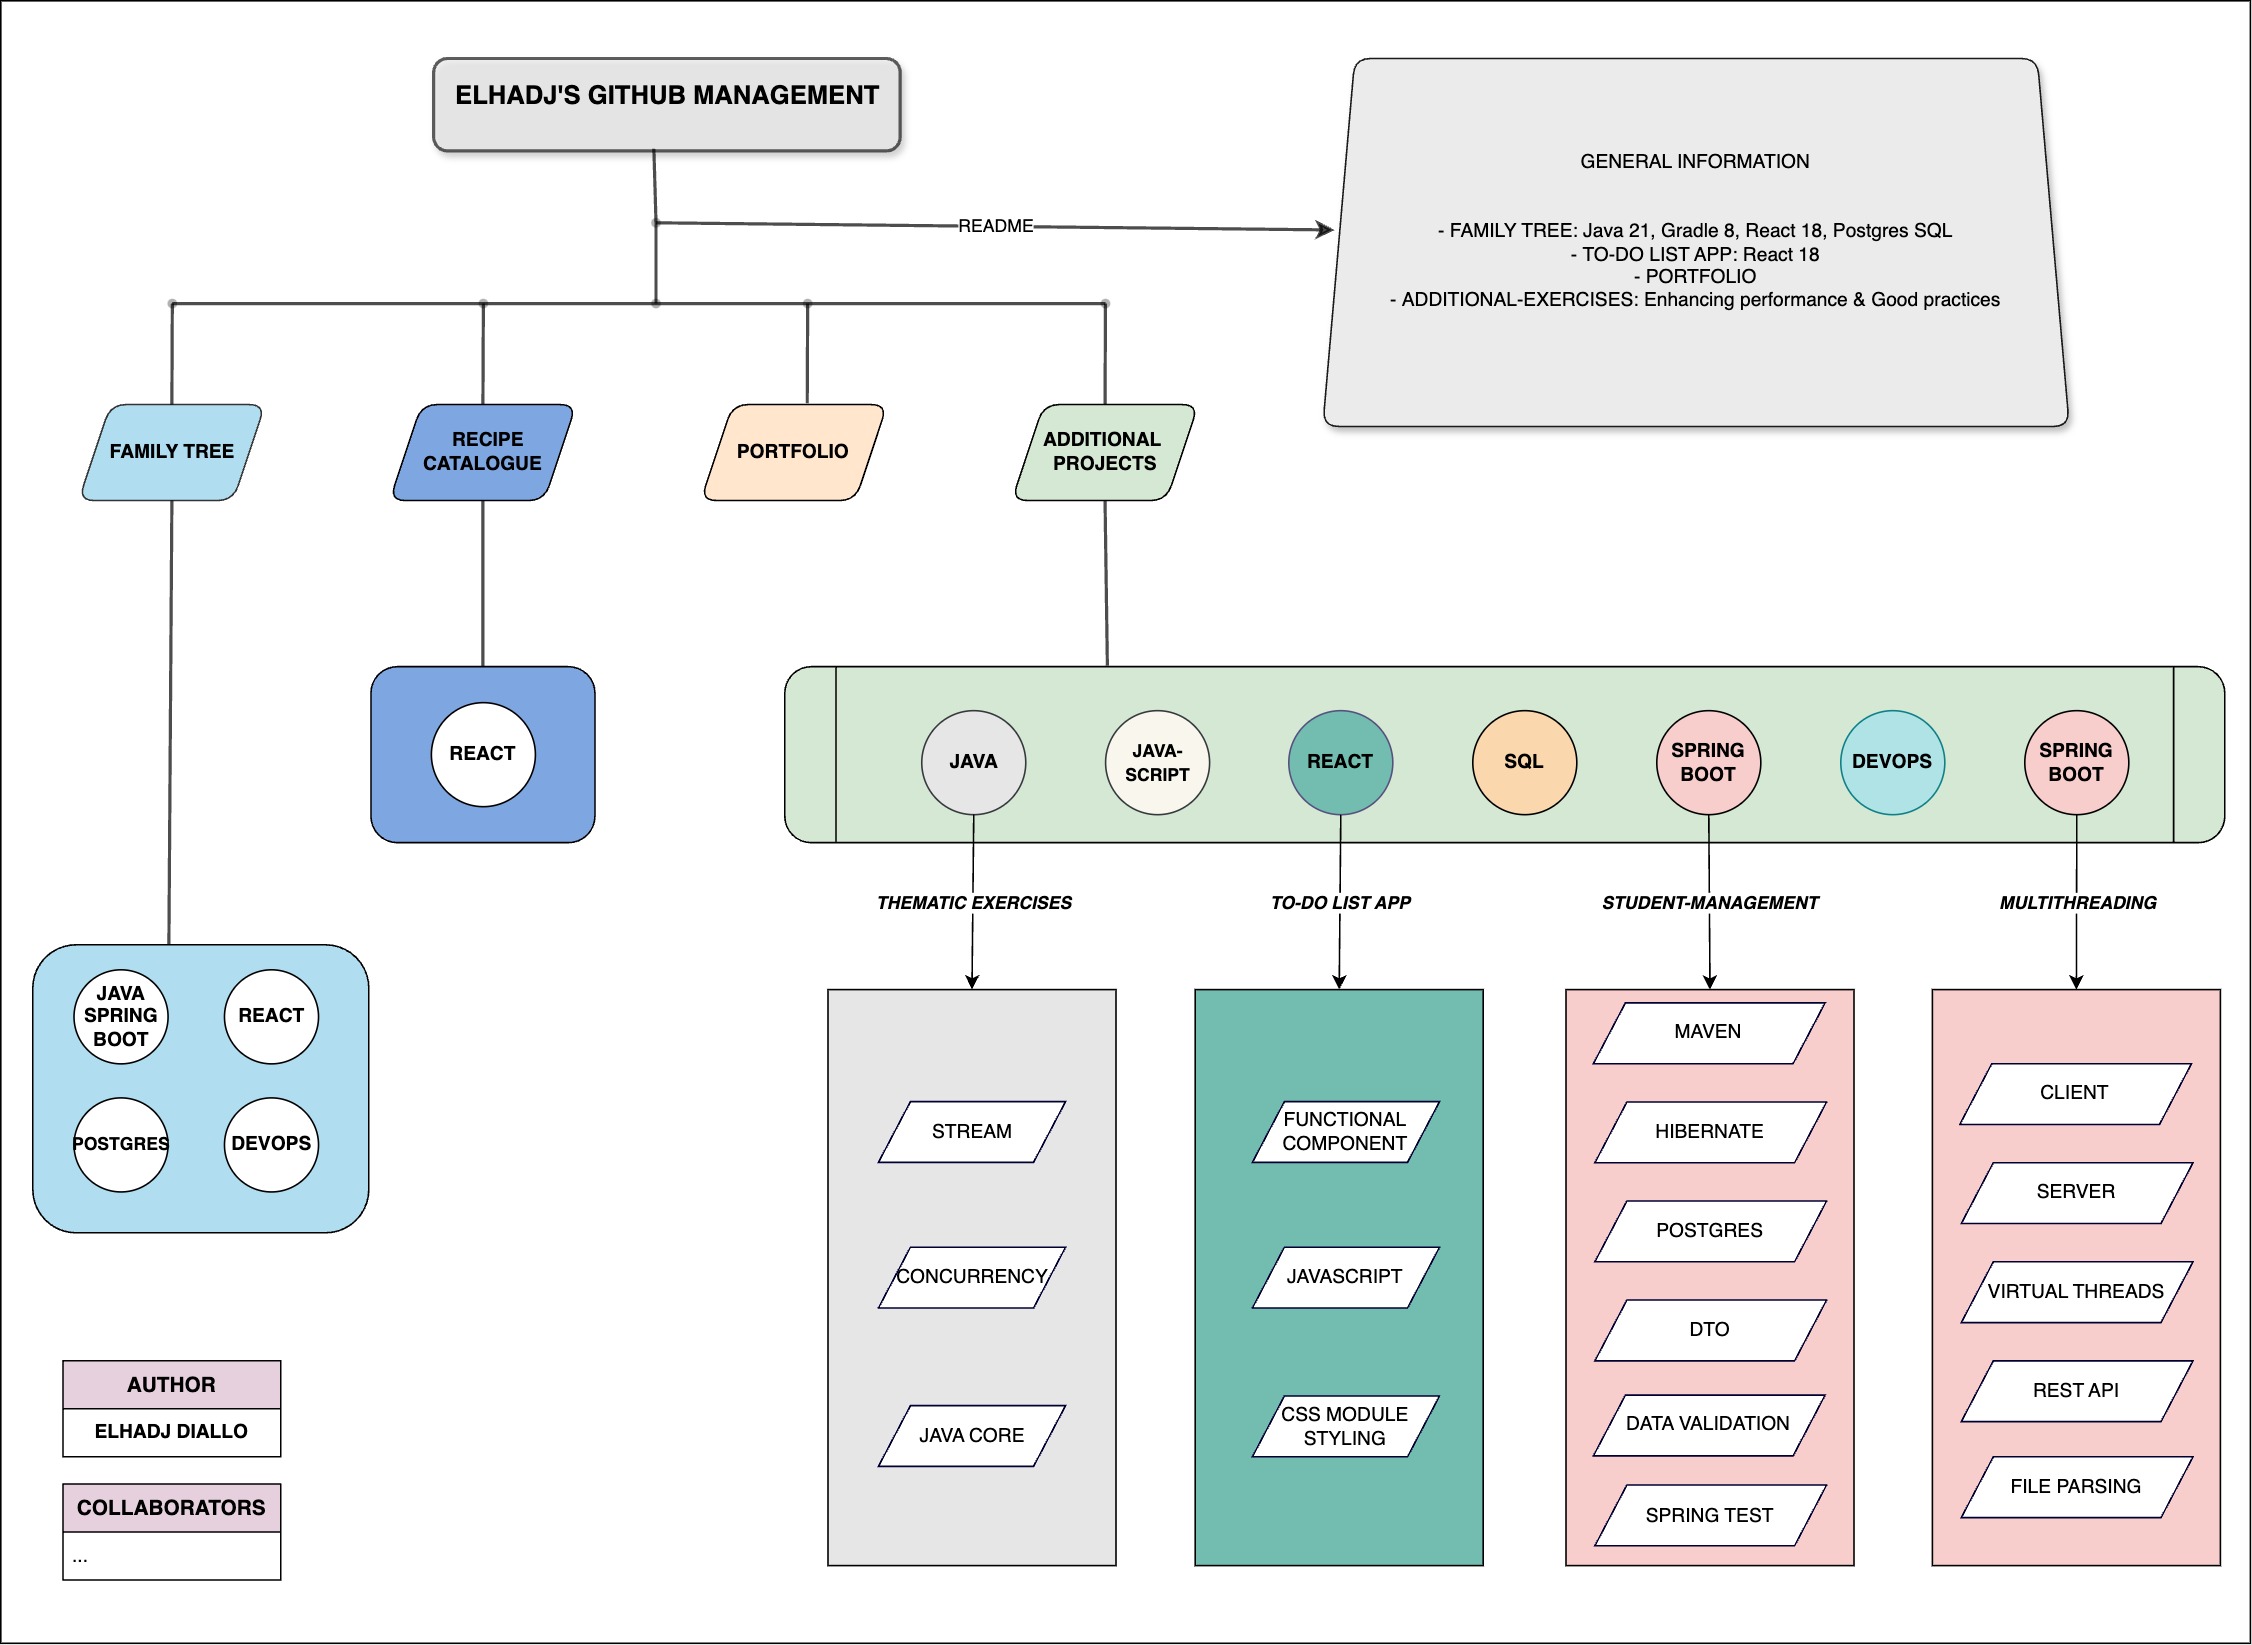 ELHADJ'S GITHUB MANAGEMENT
README
GENERAL INFORMATION
- FAMILY TREE: Java 21, Gradle 8, React 18, Postgres SQL
- TO-DO LIST APP: React 18
- PORTFOLIO
- ADDITIONAL-EXERCISES: Enhancing performance & Good practices
FAMILY TREE
RECIPE
CATALOGUE
PORTFOLIO
ADDITIONAL
PROJECTS
REACT
JAVA
JAVA-
SCRIPT
REACT
SQL
SPRING
BOOT
DEVOPS
SPRING
BOOT
THEMATIC EXERCISES
TO-DO LIST APP
STUDENT-MANAGEMENT
MULTITHREADING
JAVA
SPRING
BOOT
REACT
POSTGRES
DEVOPS
STREAM
CONCURRENCY
JAVA CORE
FUNCTIONAL
COMPONENT
JAVASCRIPT
CSS MODULE
STYLING
MAVEN
HIBERNATE
POSTGRES
DTO
DATA VALIDATION
SPRING TEST
CLIENT
SERVER
VIRTUAL THREADS
REST API
FILE PARSING
AUTHOR
ELHADJ DIALLO
COLLABORATORS
...